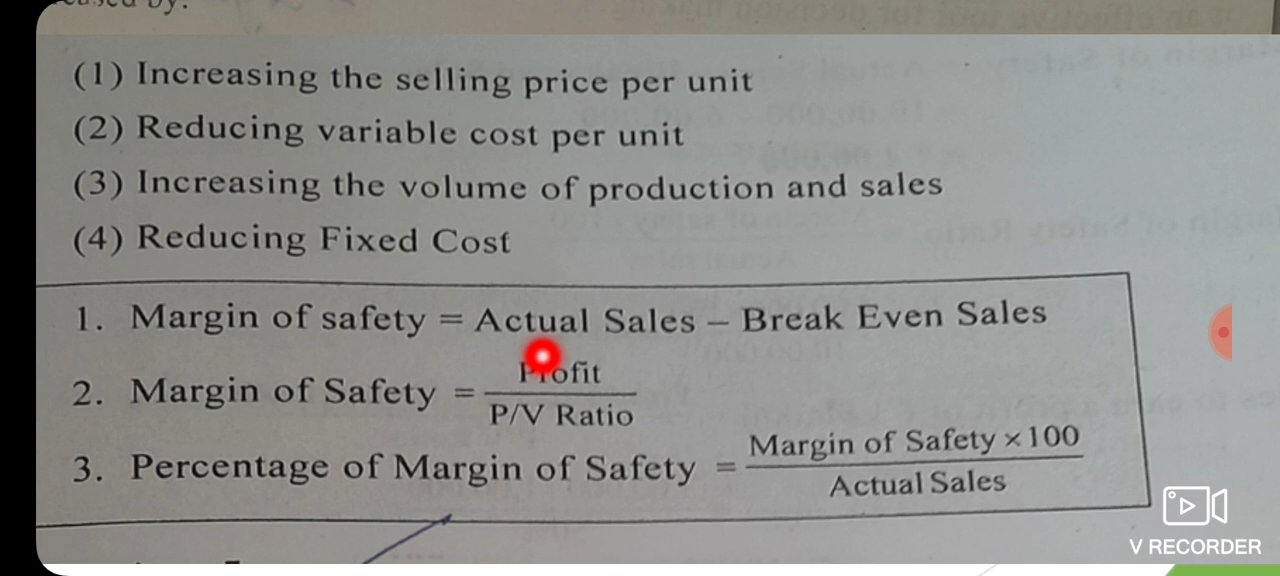 by.
(1) Increasing the selling price per unit
(2) Reducing variable cost per unit
(3) Increasing the volume of production and sales
(4) Reducing Fixed Cost
1. Margin of safety = Actual Sales – Break Even Sales
2. Margin of Safety = Profit / P/V Ratio
3. Percentage of Margin of Safety = Margin of Safety × 100 / Actual Sales
V RECORDER